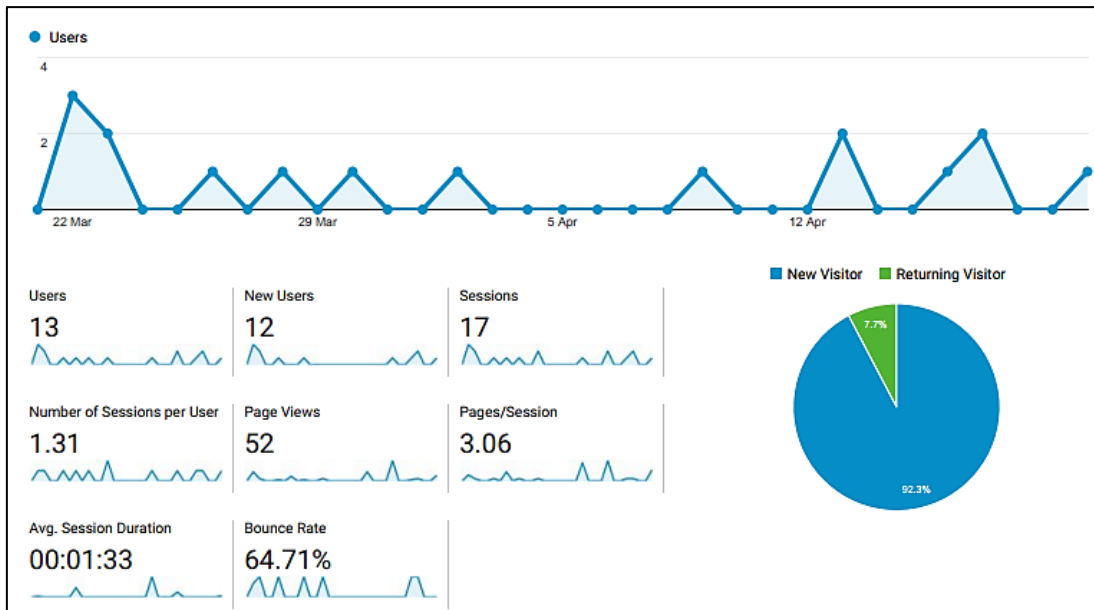 Users
4
2
22 Mar
29 Mar
5 Apr
12 Apr
New Visitor
Returning Visitor
Users
New Users
Sessions
13
12
17
Number of Sessions per User
Page Views
Pages/Session
1.31
52
3.06
Avg. Session Duration
Bounce Rate
00:01:33
64.71%
7.7%
92.3%